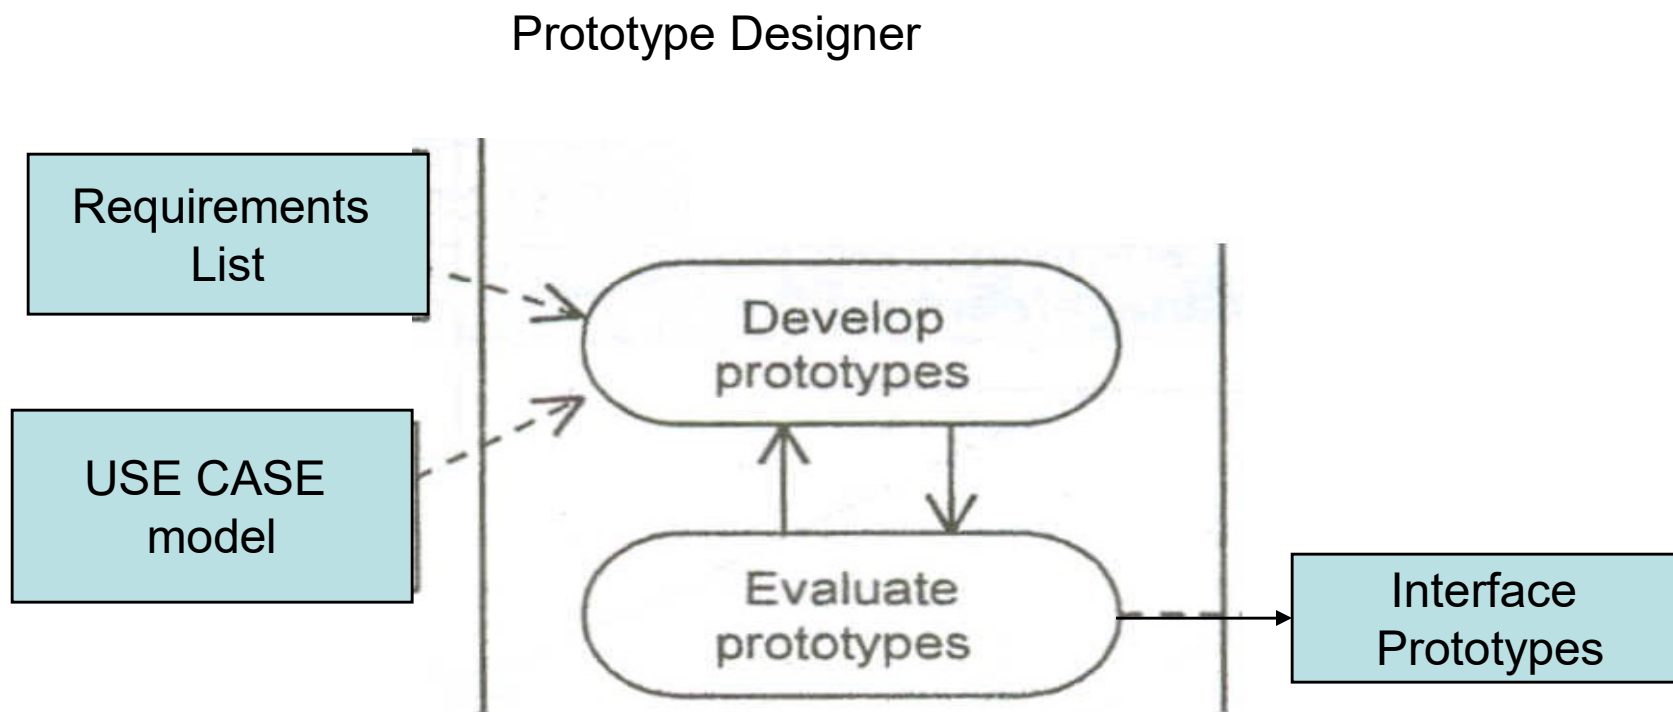 Prototype Designer
Requirements
List
Develop
prototypes
USE CASE
model
Evaluate
prototypes
Interface
Prototypes